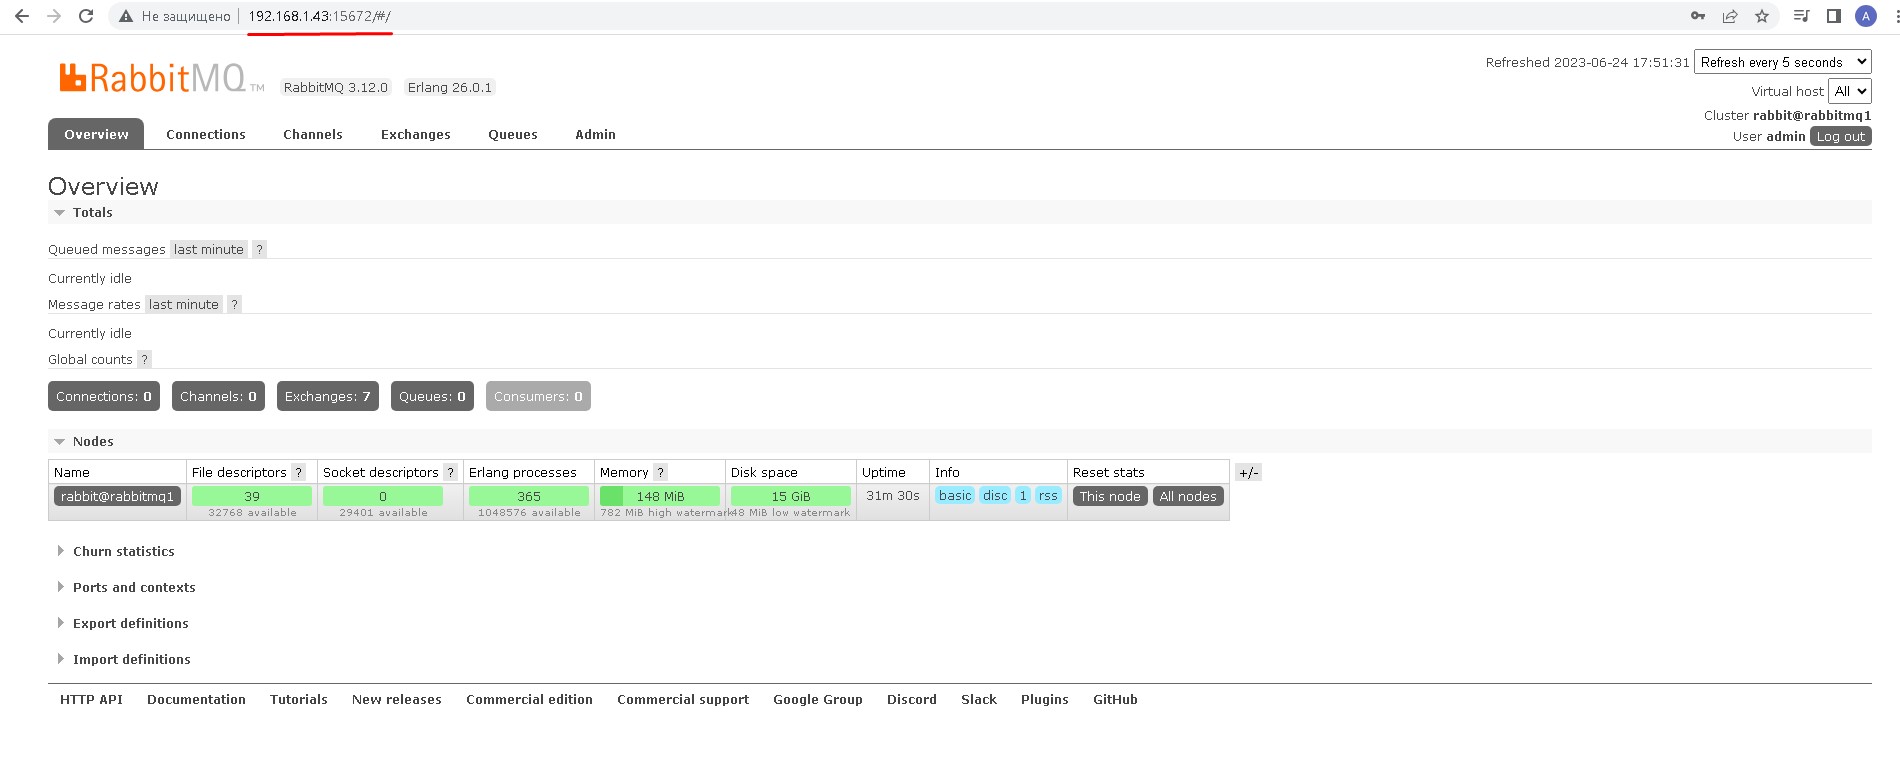 Не защищено 192.168.1.43:15672/#/
A
RabbitMQ TM RabbitMQ 3.12.0 Erlang 26.0.1
Refreshed 2023-06-24 17:51:31 Refresh every 5 seconds
Virtual host All
Cluster rabbit@rabbitmq1
User admin Log out
Overview Connections Channels Exchanges Queues Admin
Overview
Totals
Queued messages last minute ?
Currently idle
Message rates last minute ?
Currently idle
Global counts ?
Connections: 0 Channels: 0 Exchanges: 7 Queues: 0 Consumers: 0
Nodes
Name File descriptors ? Socket descriptors ? Erlang processes Memory ? Disk space Uptime Info Reset stats +/-
rabbit@rabbitmq1 39 0 365 148 MiB 15 GiB 31m 30s basic disc 1 rss This node All nodes
32768 available 29401 available 1048576 available 782 MiB high watermark 48 MiB low watermark
Churn statistics
Ports and contexts
Export definitions
Import definitions
HTTP API Documentation Tutorials New releases Commercial edition Commercial support Google Group Discord Slack Plugins GitHub